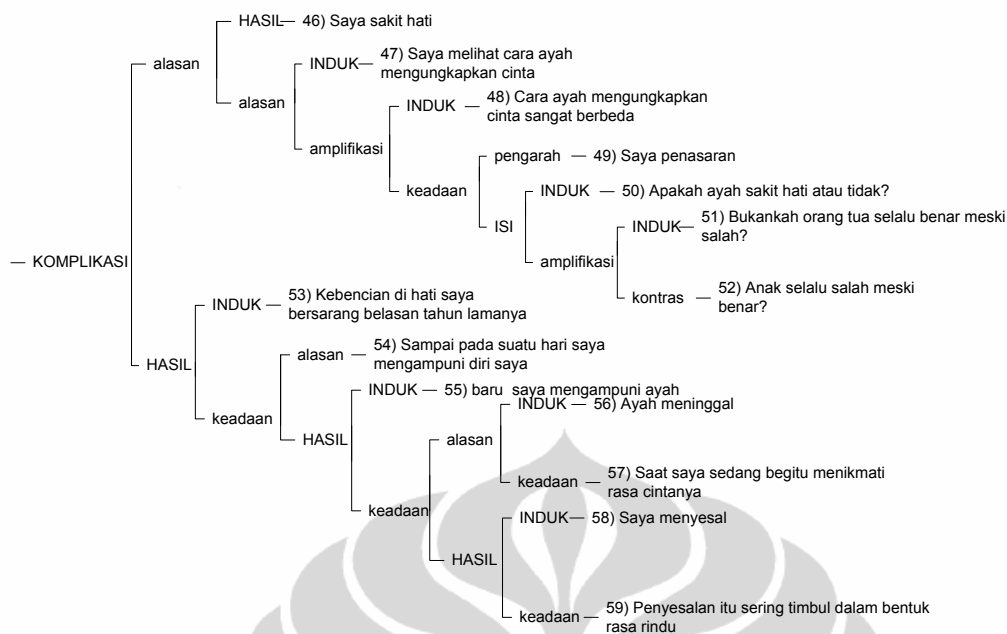 HASIL
46) Saya sakit hati
alasan
INDUK
47) Saya melihat cara ayah
mengungkapkan cinta
alasan
INDUK
48) Cara ayah mengungkapkan
cinta sangat berbeda
amplifikasi
pengarah
49) Saya penasaran
keadaan
INDUK
50) Apakah ayah sakit hati atau tidak?
ISI
INDUK
51) Bukankah orang tua selalu benar meski
salah?
amplifikasi
kontras
52) Anak selalu salah meski
benar?
KOMPLIKASI
INDUK
53) Kebencian di hati saya
bersarang belasan tahun lamanya
HASIL
alasan
54) Sampai pada suatu hari saya
mengampuni diri saya
keadaan
INDUK
55) baru saya mengampuni ayah
HASIL
INDUK
56) Ayah meninggal
alasan
keadaan
57) Saat saya sedang begitu menikmati
rasa cintanya
keadaan
INDUK
58) Saya menyesal
HASIL
keadaan
59) Penyesalan itu sering timbul dalam bentuk
rasa rindu